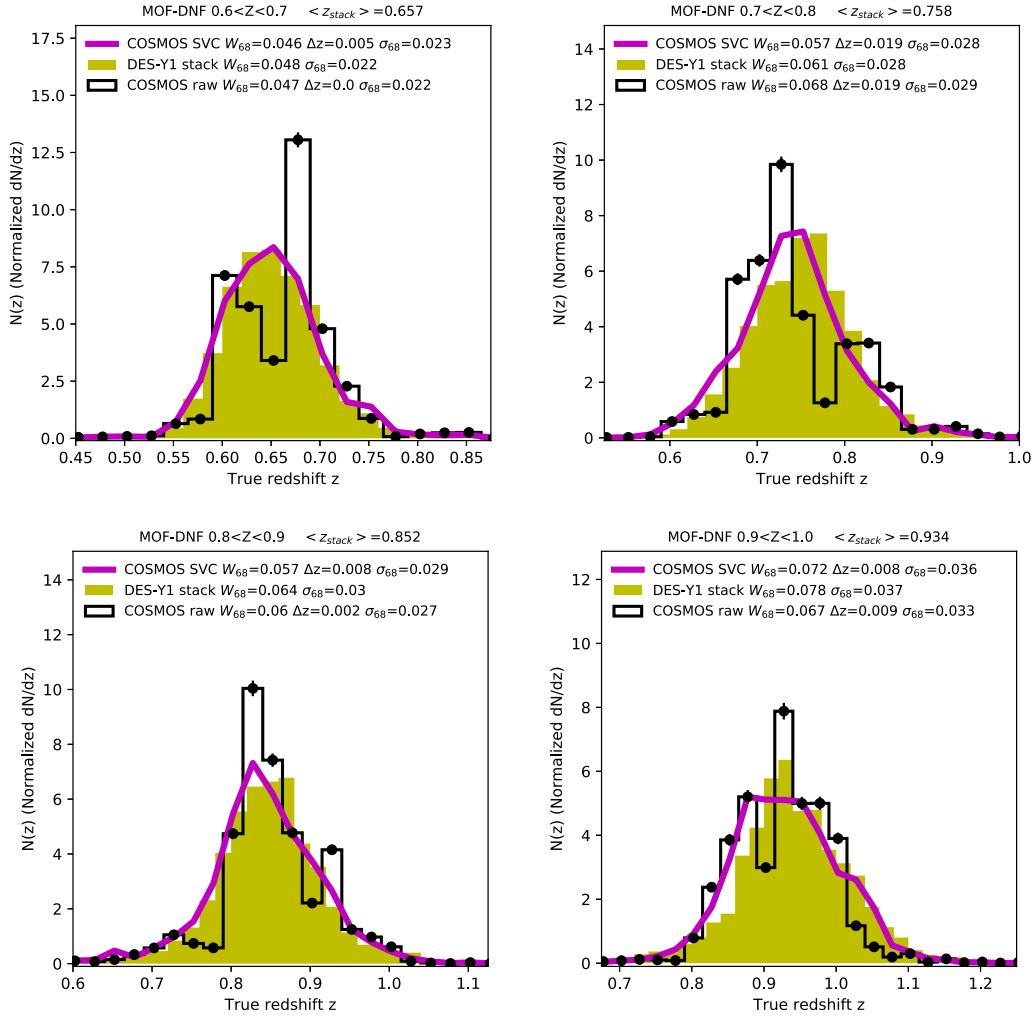 MOF-DNF 0.6<Z<0.7 <z_stack>=0.657
COSMOS SVC W₆₈=0.046 Δz=0.005 σ₆₈=0.023
DES-Y1 stack W₆₈=0.048 σ₆₈=0.022
COSMOS raw W₆₈=0.047 Δz=0.0 σ₆₈=0.022
N(z) (Normalized dN/dz)
17.5
15.0
12.5
10.0
7.5
5.0
2.5
0.0
0.45 0.50 0.55 0.60 0.65 0.70 0.75 0.80 0.85
True redshift z
MOF-DNF 0.7<Z<0.8 <z_stack>=0.758
COSMOS SVC W₆₈=0.057 Δz=0.019 σ₆₈=0.028
DES-Y1 stack W₆₈=0.061 σ₆₈=0.028
COSMOS raw W₆₈=0.068 Δz=0.019 σ₆₈=0.029
N(z) (Normalized dN/dz)
14
12
10
8
6
4
2
0
0.6 0.7 0.8 0.9 1.0
True redshift z
MOF-DNF 0.8<Z<0.9 <z_stack>=0.852
COSMOS SVC W₆₈=0.057 Δz=0.008 σ₆₈=0.029
DES-Y1 stack W₆₈=0.064 σ₆₈=0.03
COSMOS raw W₆₈=0.06 Δz=0.002 σ₆₈=0.027
N(z) (Normalized dN/dz)
14
12
10
8
6
4
2
0
0.6 0.7 0.8 0.9 1.0 1.1
True redshift z
MOF-DNF 0.9<Z<1.0 <z_stack>=0.934
COSMOS SVC W₆₈=0.072 Δz=0.008 σ₆₈=0.036
DES-Y1 stack W₆₈=0.078 σ₆₈=0.037
COSMOS raw W₆₈=0.067 Δz=0.009 σ₆₈=0.033
N(z) (Normalized dN/dz)
12
10
8
6
4
2
0
0.7 0.8 0.9 1.0 1.1 1.2
True redshift z